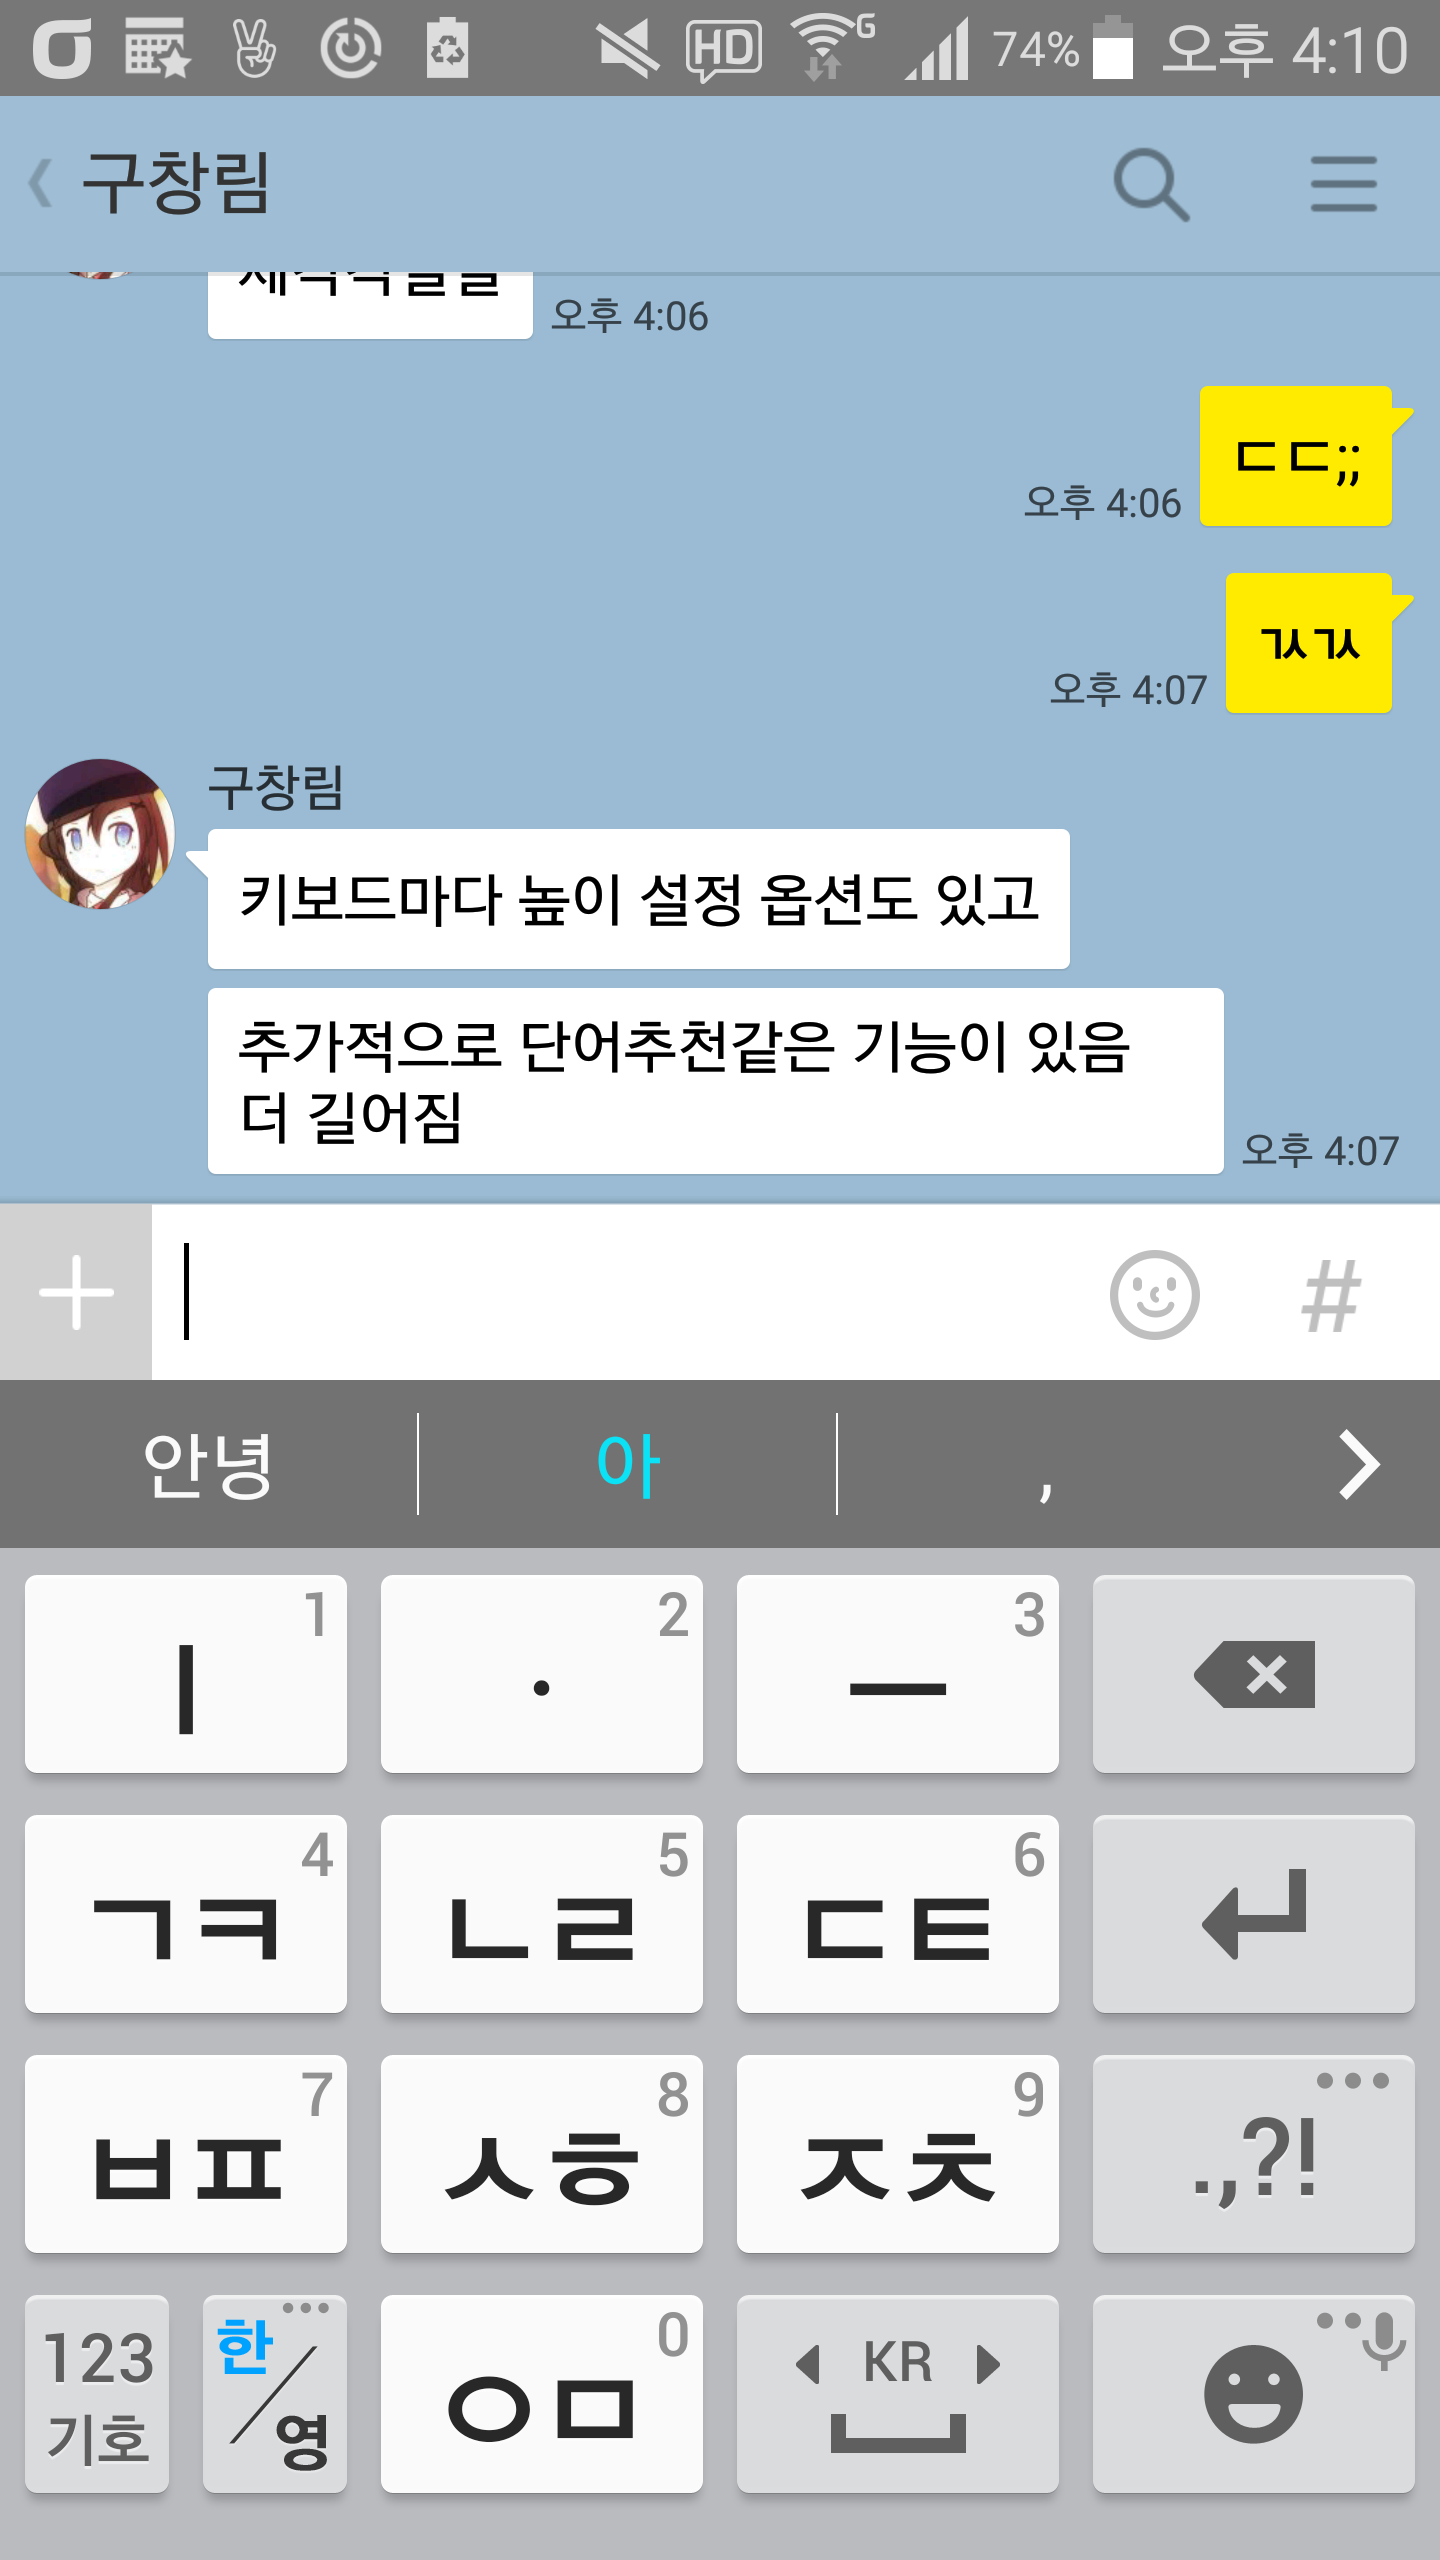 HD
G
74%
오후 4:10
구창림
오후 4:06
ㄷㄷ;;
오후 4:06
ㄳㄳ
오후 4:07
구창림
키보드마다 높이 설정 옵션도 있고
추가적으로 단어추천같은 기능이 있음
더 길어짐
오후 4:07
#
안녕
아
,
1
ㅣ
2
·
3
ㅡ
4
ㄱㅋ
5
ㄴㄹ
6
ㄷㅌ
7
ㅂㅍ
8
ㅅㅎ
9
ㅈㅊ
.,?!
123
기호
한/영
0
ㅇㅁ
KR